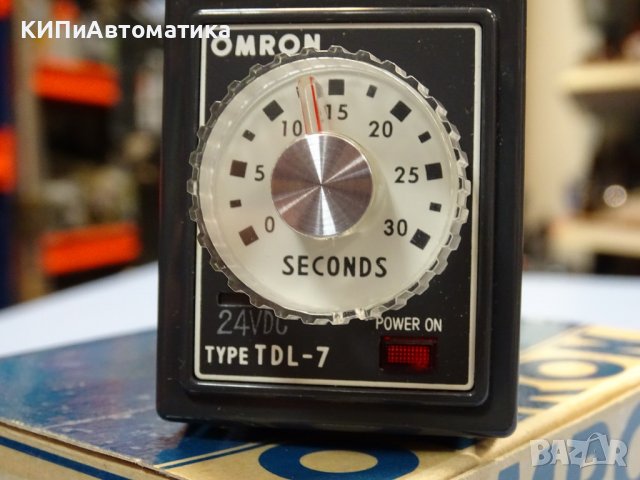 КИПиАвтоматика
OMRON
0 5 10 15 20 25 30
SECONDS
24VDC
POWER ON
TYPE TDL-7
BAZAR